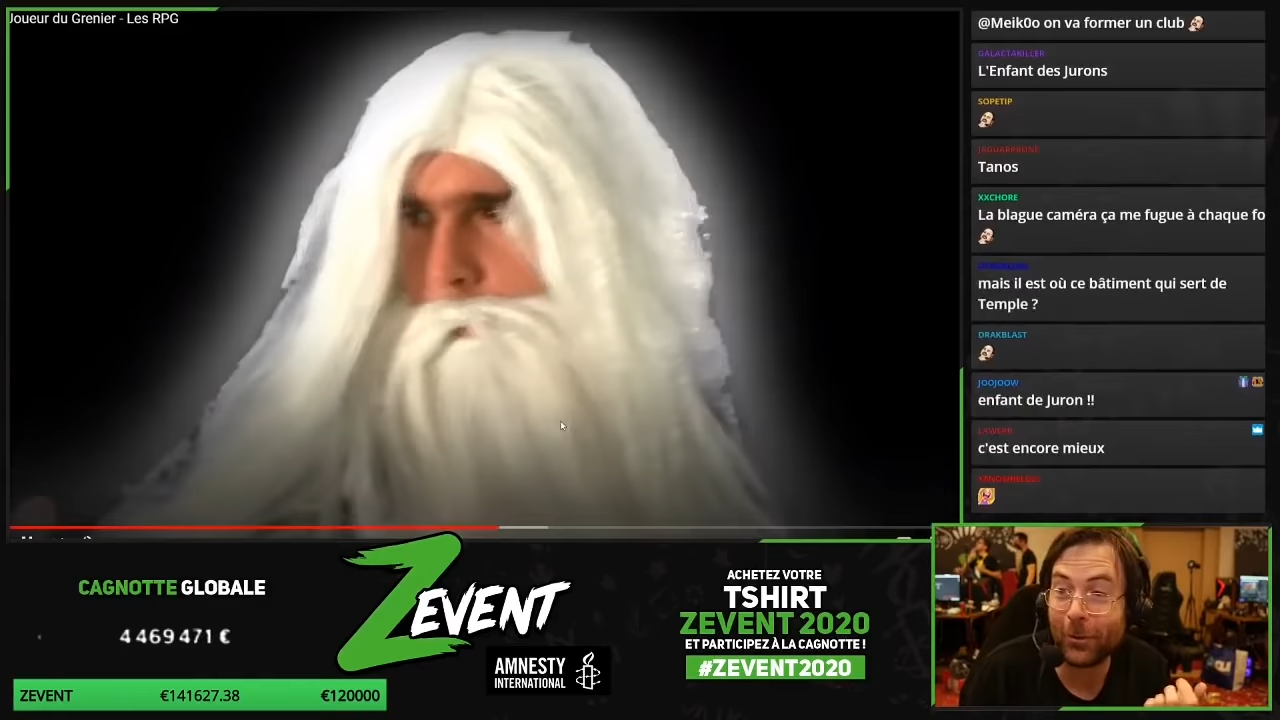 Joueur du Grenier - Les RPG
@Meik0o on va former un club
GALACTAKILLER
L'Enfant des Jurons
SOPETIP
JAGUARPRUNE
Tanos
XXCHORE
La blague caméra ça me fugue à chaque fo
mais il est où ce bâtiment qui sert de
Temple ?
DRAKBLAST
JOOJOOW
enfant de Juron !!
c'est encore mieux
CAGNOTTE GLOBALE
4 469 471 €
ZEVENT €141627.38 €120000
ZEVENT
AMNESTY
INTERNATIONAL
ACHETEZ VOTRE
TSHIRT
ZEVENT 2020
ET PARTICIPEZ À LA CAGNOTTE !
#ZEVENT2020